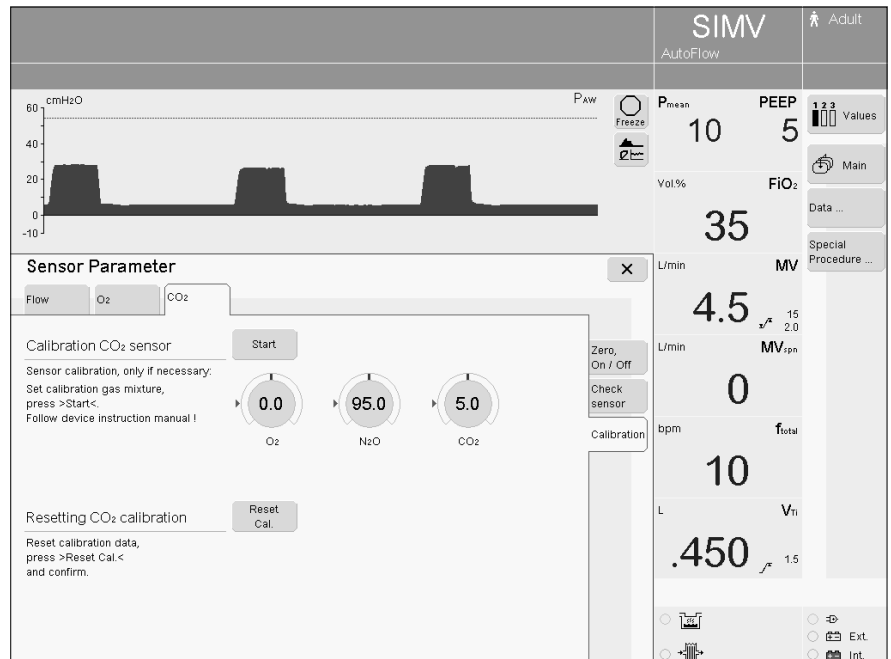 SIMV
AutoFlow
Adult
cmH2O
PAW
60
40
20
0
-10
Freeze
Pmean
PEEP
10
5
Vol.%
FiO2
35
L/min
MV
4.5
15
2.0
L/min
MVspn
0
bpm
ftotal
10
L
VTi
.450
1.5
1 2 3
Values
Main
Data ...
Special
Procedure ...
Sensor Parameter
Flow
O2
CO2
Calibration CO2 sensor
Start
Sensor calibration, only if necessary:
Set calibration gas mixture,
press >Start<.
Follow device instruction manual !
0.0
95.0
5.0
O2
N2O
CO2
Zero,
On / Off
Check
sensor
Calibration
Resetting CO2 calibration
Reset
Cal.
Reset calibration data,
press >Reset Cal.<
and confirm.
Ext.
Int.